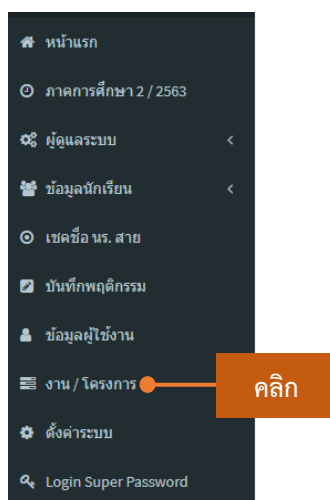 หน้าแรก
ภาคการศึกษา 2 / 2563
ผู้ดูแลระบบ
ข้อมูลนักเรียน
เชคชื่อ นร. สาย
บันทึกพฤติกรรม
ข้อมูลผู้ใช้งาน
งาน / โครงการ
คลิก
ตั้งค่าระบบ
Login Super Password